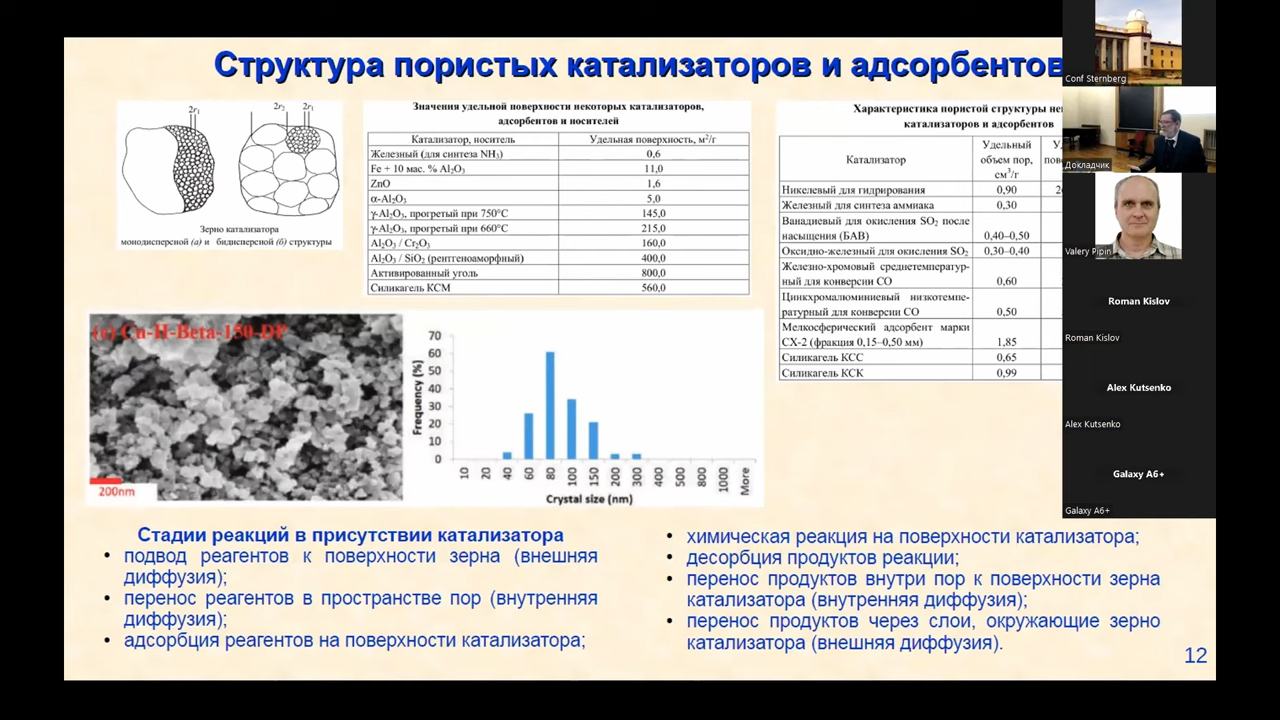 Структура пористых катализаторов и адсорбентов
2r₁
2r₂ 2r₁
Зерно катализатора
монодисперсной (а) и бидисперсной (б) структуры
Значения удельной поверхности некоторых катализаторов,
адсорбентов и носителей
Катализатор, носитель Удельная поверхность, м²/г
Железный (для синтеза NH₃) 0,6
Fe + 10 мас. % Al₂O₃ 11,0
ZnO 1,6
α-Al₂O₃ 5,0
γ-Al₂O₃, прогретый при 750°С 145,0
γ-Al₂O₃, прогретый при 660°С 215,0
Al₂O₃ / Cr₂O₃ 160,0
Al₂O₃ / SiO₂ (рентгеноаморфный) 400,0
Активированный уголь 800,0
Силикагель КСМ 560,0
Характеристика пористой структуры
катализаторов и адсорбентов
Катализатор
Удельный
объем пор,
см³/г
Никелевый для гидрирования 0,90
Железный для синтеза аммиака 0,30
Ванадиевый для окисления SO₂ после
насыщения (БАВ) 0,40–0,50
Оксидно-железный для окисления SO₂ 0,30–0,40
Железо-хромовый среднетемператур-
ный для конверсии СО 0,60
Цинкхромалюминиевый низкотемпе-
ратурный для конверсии СО 0,50
Мелкосферический адсорбент марки
СХ-2 (фракция 0,15–0,50 мм) 1,85
Силикагель КСС 0,65
Силикагель КСК 0,99
Conf Sternberg
Докладчик
Valery Pipin
Roman Kislov
Roman Kislov
Alex Kutsenko
Alex Kutsenko
Galaxy A6+
Galaxy A6+
(c) Cu-H-Beta-150-DP
200nm
Frequency (%)
70
60
50
40
30
20
10
0
10 20 40 60 80 100 150 200 300 400 500 800 1000 More
Crystal size (nm)
Стадии реакций в присутствии катализатора
• подвод реагентов к поверхности зерна (внешняя
диффузия);
• перенос реагентов в пространстве пор (внутренняя
диффузия);
• адсорбция реагентов на поверхности катализатора;
• химическая реакция на поверхности катализатора;
• десорбция продуктов реакции;
• перенос продуктов внутри пор к поверхности зерна
катализатора (внутренняя диффузия);
• перенос продуктов через слои, окружающие зерно
катализатора (внешняя диффузия).
12